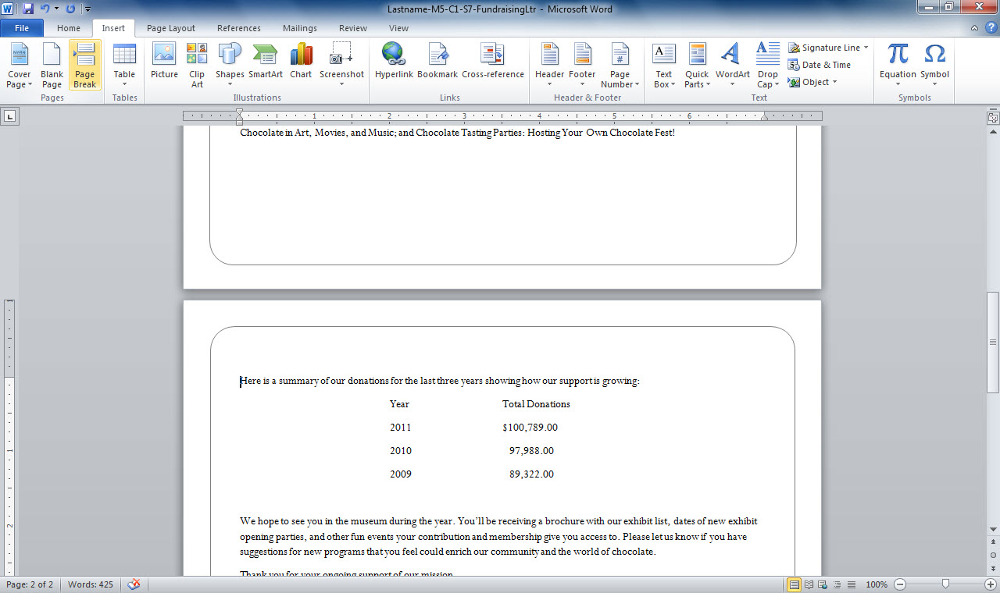 Lastname-M5-C1-S7-FundraisingLtr - Microsoft Word
File Home Insert Page Layout References Mailings Review View
Cover Page Blank Page Page Break Table Picture Clip Art Shapes SmartArt Chart Screenshot Hyperlink Bookmark Cross-reference Header Footer Page Number Text Box Quick Parts WordArt Drop Cap Signature Line Date & Time Object Equation Symbol
Pages Tables Illustrations Links Header & Footer Text Symbols
1 2 3 4 5 6
Chocolate in Art, Movies, and Music; and Chocolate Tasting Parties: Hosting Your Own Chocolate Fest!
Here is a summary of our donations for the last three years showing how our support is growing:
Year Total Donations
2011 $100,789.00
2010 97,988.00
2009 89,322.00
We hope to see you in the museum during the year. You'll be receiving a brochure with our exhibit list, dates of new exhibit
opening parties, and other fun events your contribution and membership give you access to. Please let us know if you have
suggestions for new programs that you feel could enrich our community and the world of chocolate.
Thank you for your ongoing support of our mission
1
2
Page: 2 of 2 Words: 425 100%